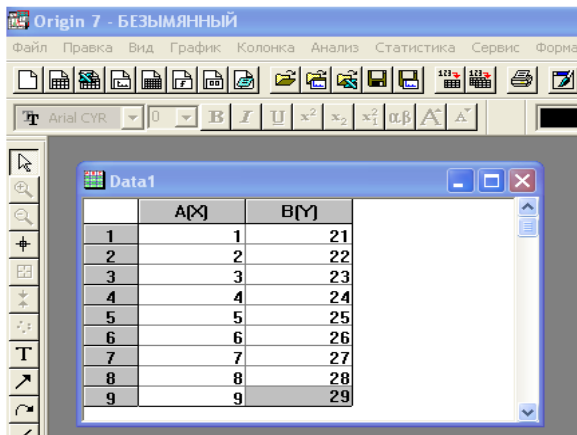 Origin 7 - БЕЗЫМЯННЫЙ
Файл Правка Вид График Колонка Анализ Статистика Сервис Форма
Arial CYR 0 B I U x² x₂ x₁² αβ A A
Data1
A(X) B(Y)
1 1 21
2 2 22
3 3 23
4 4 24
5 5 25
6 6 26
7 7 27
8 8 28
9 9 29
T